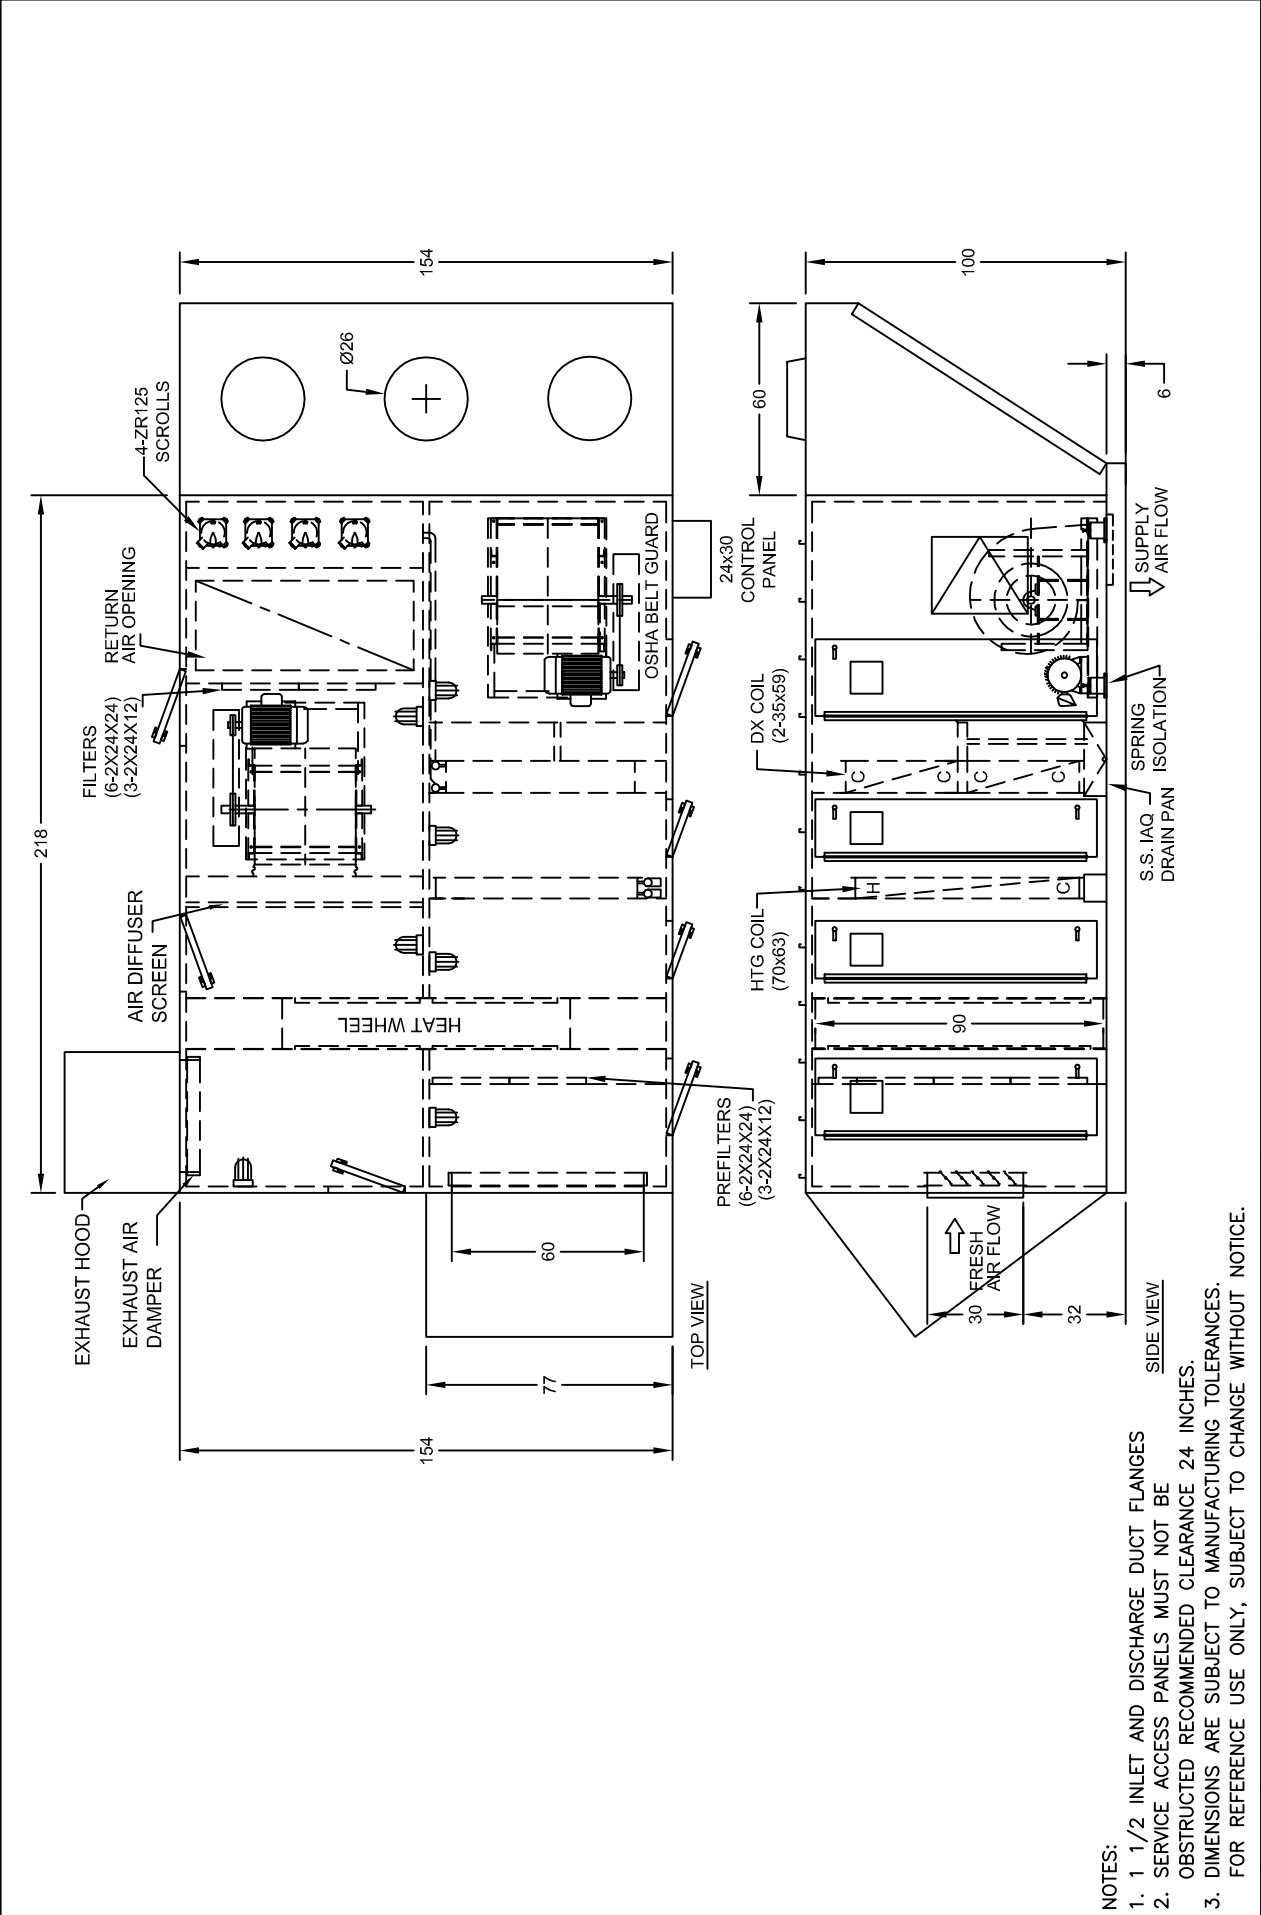 218
154
4-ZR125
SCROLLS
Ø26
RETURN
AIR OPENING
FILTERS
(6-2X24X24)
(3-2X24X12)
AIR DIFFUSER
SCREEN
EXHAUST HOOD
EXHAUST AIR
DAMPER
HEAT WHEEL
OSHA BELT GUARD
24x30
CONTROL
PANEL
PREFILTERS
(6-2X24X24)
(3-2X24X12)
60
77
154
TOP VIEW
60
100
6
SUPPLY
AIR FLOW
DX COIL
(2-35x59)
C
C
C
C
SPRING
ISOLATION
S.S. IAQ
DRAIN PAN
HTG COIL
(70x63)
H
C
90
FRESH
AIR FLOW
30
32
SIDE VIEW
NOTES:
1. 1 1/2 INLET AND DISCHARGE DUCT FLANGES
2. SERVICE ACCESS PANELS MUST NOT BE
OBSTRUCTED RECOMMENDED CLEARANCE 24 INCHES.
3. DIMENSIONS ARE SUBJECT TO MANUFACTURING TOLERANCES.
FOR REFERENCE USE ONLY, SUBJECT TO CHANGE WITHOUT NOTICE.